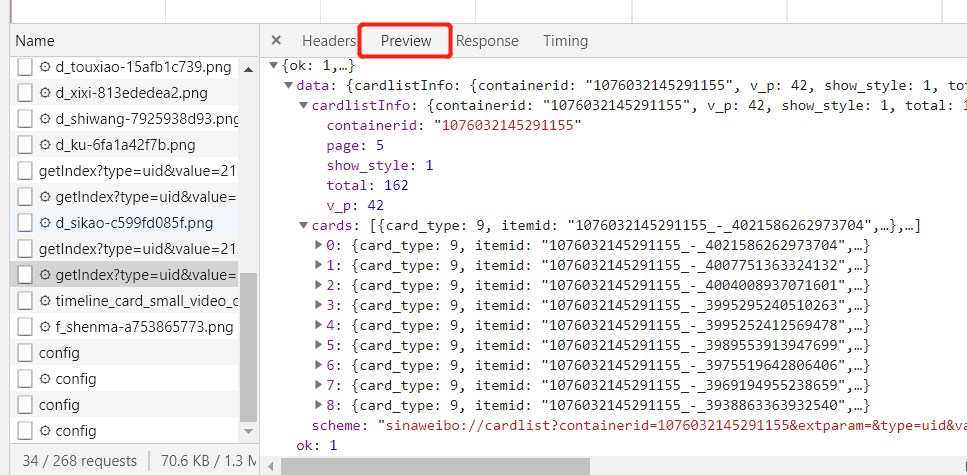 Name
d_touxiao-15afb1c739.png
d_xixi-813ededea2.png
d_shiwang-7925938d93.png
d_ku-6fa1a42f7b.png
getIndex?type=uid&value=21
getIndex?type=uid&value=
d_sikao-c599fd085f.png
getIndex?type=uid&value=21
getIndex?type=uid&value=
timeline_card_small_video_c
f_shenma-a753865773.png
config
config
config
config
34 / 268 requests | 70.6 KB / 1.3 M
× Headers Preview Response Timing
▼{ok: 1,…}
▼data: {cardlistInfo: {containerid: "1076032145291155", v_p: 42, show_style: 1, tot
▼cardlistInfo: {containerid: "1076032145291155", v_p: 42, show_style: 1, total: 1
containerid: "1076032145291155"
page: 5
show_style: 1
total: 162
v_p: 42
▼cards: [{card_type: 9, itemid: "1076032145291155_-_4021586262973704",…},…]
▶0: {card_type: 9, itemid: "1076032145291155_-_4021586262973704",…}
▶1: {card_type: 9, itemid: "1076032145291155_-_4007751363324132",…}
▶2: {card_type: 9, itemid: "1076032145291155_-_4004008937071601",…}
▶3: {card_type: 9, itemid: "1076032145291155_-_3995295240510263",…}
▶4: {card_type: 9, itemid: "1076032145291155_-_3995252412569478",…}
▶5: {card_type: 9, itemid: "1076032145291155_-_3989553913947699",…}
▶6: {card_type: 9, itemid: "1076032145291155_-_3975519642806406",…}
▶7: {card_type: 9, itemid: "1076032145291155_-_3969194955238659",…}
▶8: {card_type: 9, itemid: "1076032145291155_-_3938863363932540",…}
scheme: "sinaweibo://cardlist?containerid=1076032145291155&extparam=&type=uid&va
ok: 1